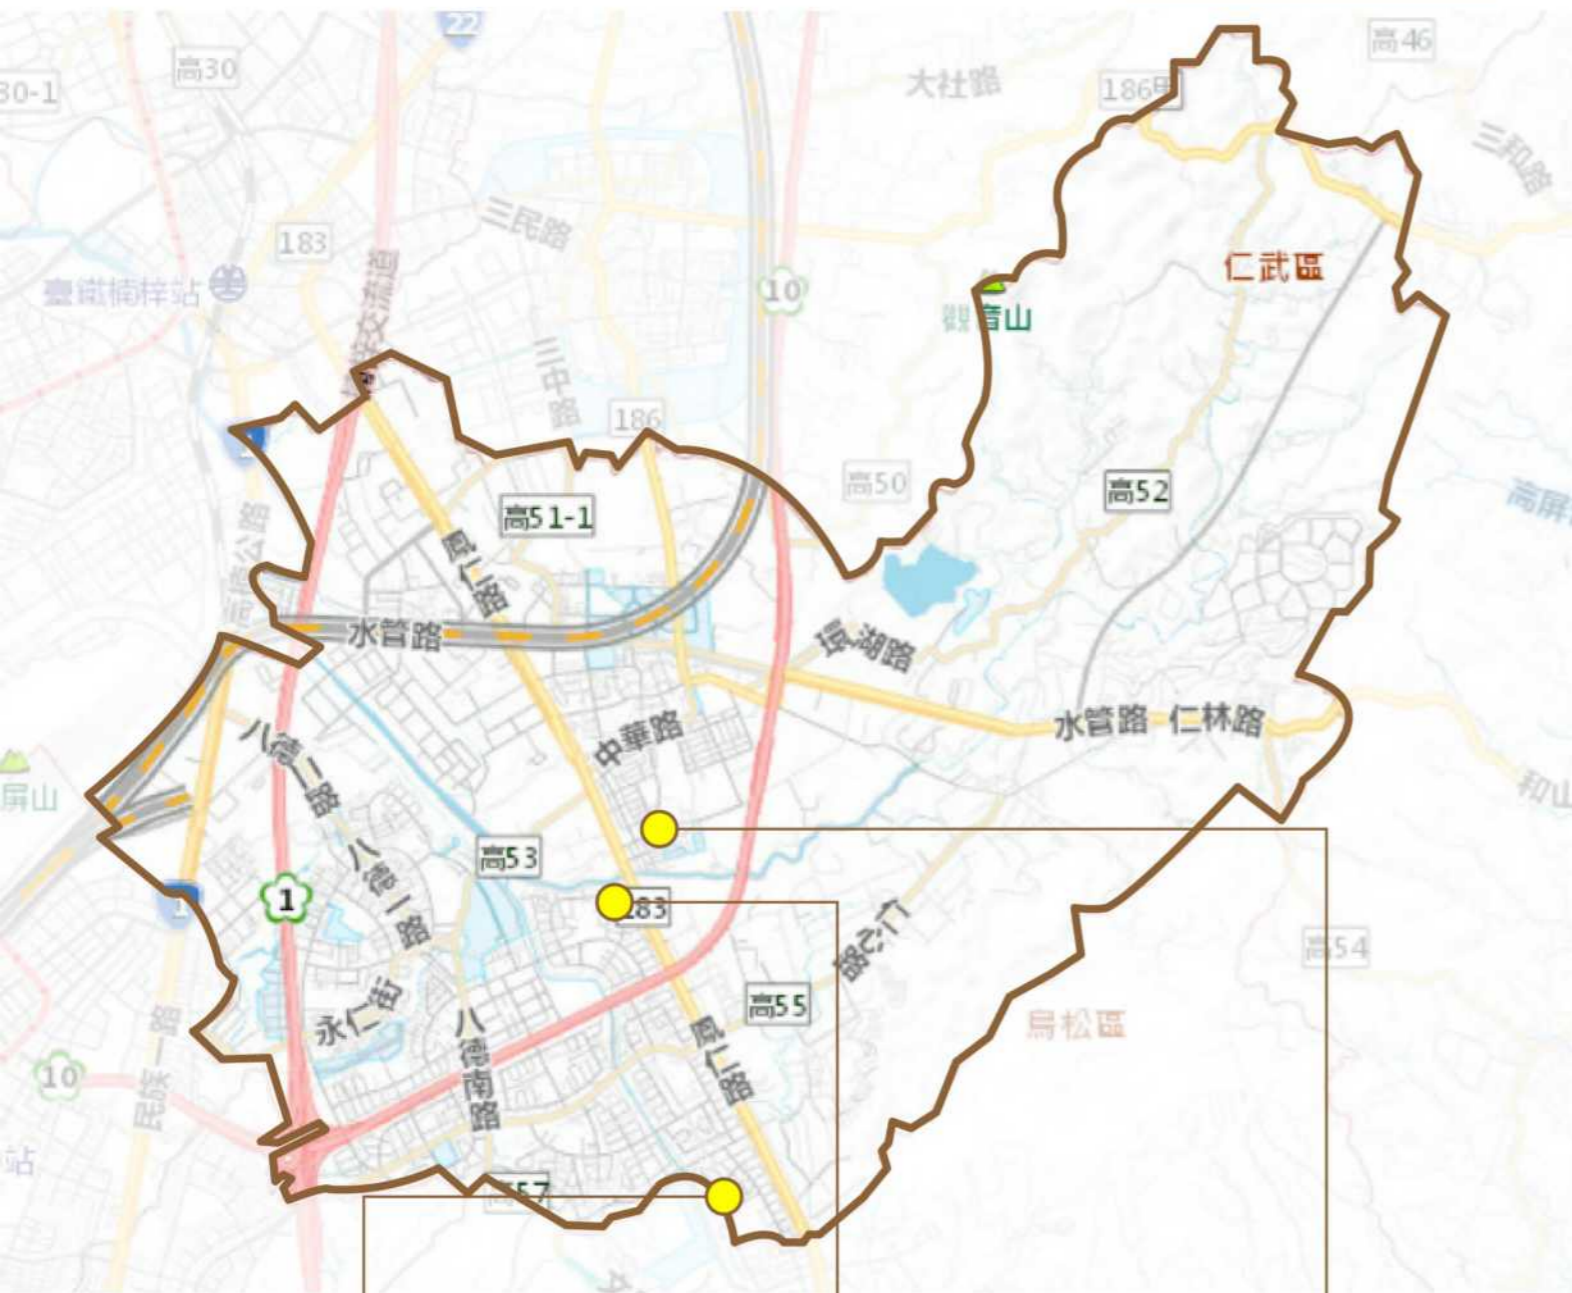 22
高30
高46
30-1
大社路
186甲
三和路
三民路
183
臺鐵楠梓站
10
仁武區
觀音山
三中路
186
高50
高52
高51-1
高屏
鳳仁路
水管路
環湖路
中華路
水管路
仁林路
八德二路
屏山
和山
高53
八德一路
1
1
183
仁心路
高54
高55
永仁街
八德南路
鳥松區
鳳仁路
民族一路
10
站
高57